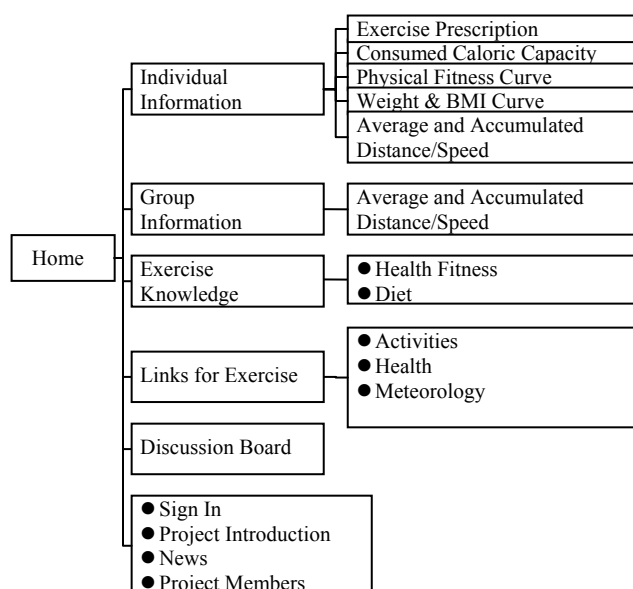 Home
Individual
Information
Exercise Prescription
Consumed Caloric Capacity
Physical Fitness Curve
Weight & BMI Curve
Average and Accumulated
Distance/Speed
Group
Information
Average and Accumulated
Distance/Speed
Exercise
Knowledge
● Health Fitness
● Diet
Links for Exercise
● Activities
● Health
● Meteorology
Discussion Board
● Sign In
● Project Introduction
● News
● Project Members